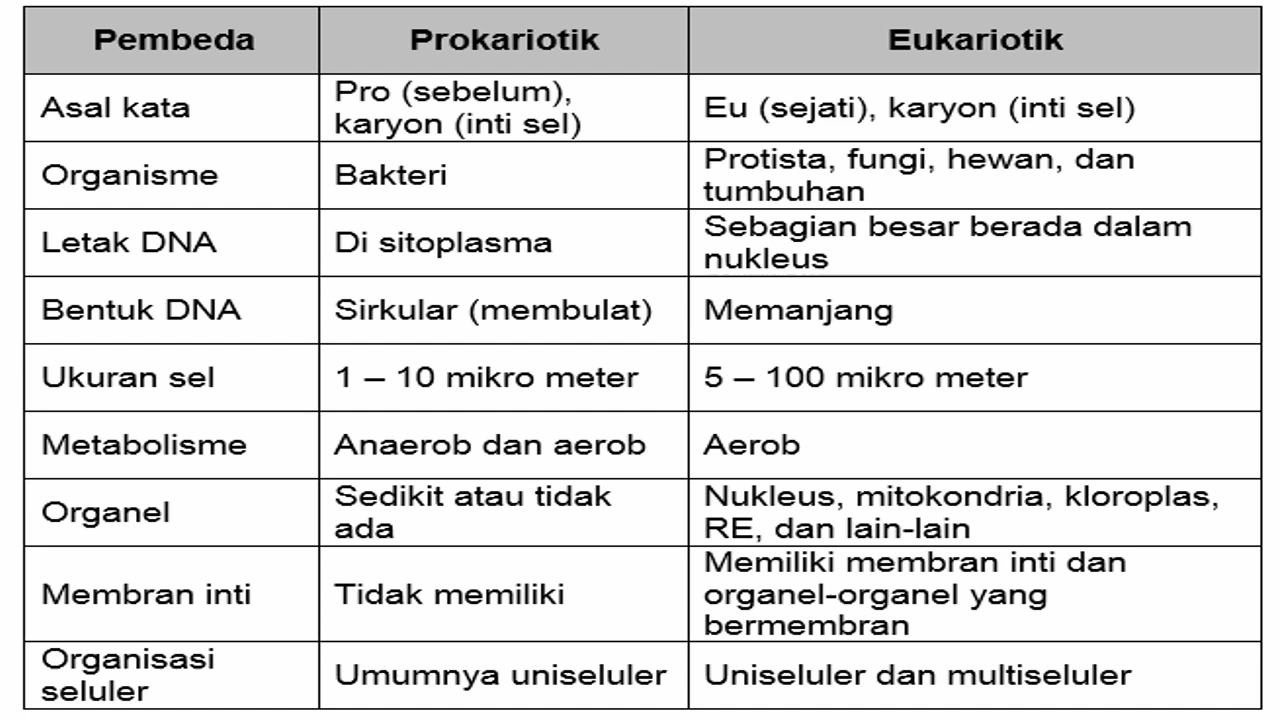 Pembeda Prokariotik Eukariotik
Asal kata
Pro (sebelum),
karyon (inti sel)
Eu (sejati), karyon (inti sel)
Organisme
Bakteri
Protista, fungi, hewan, dan
tumbuhan
Letak DNA
Di sitoplasma
Sebagian besar berada dalam
nukleus
Bentuk DNA
Sirkular (membulat)
Memanjang
Ukuran sel
1 – 10 mikro meter
5 – 100 mikro meter
Metabolisme
Anaerob dan aerob
Aerob
Organel
Sedikit atau tidak
ada
Nukleus, mitokondria, kloroplas,
RE, dan lain-lain
Membran inti
Tidak memiliki
Memiliki membran inti dan
organel-organel yang
bermembran
Organisasi
seluler
Umumnya uniseluler
Uniseluler dan multiseluler